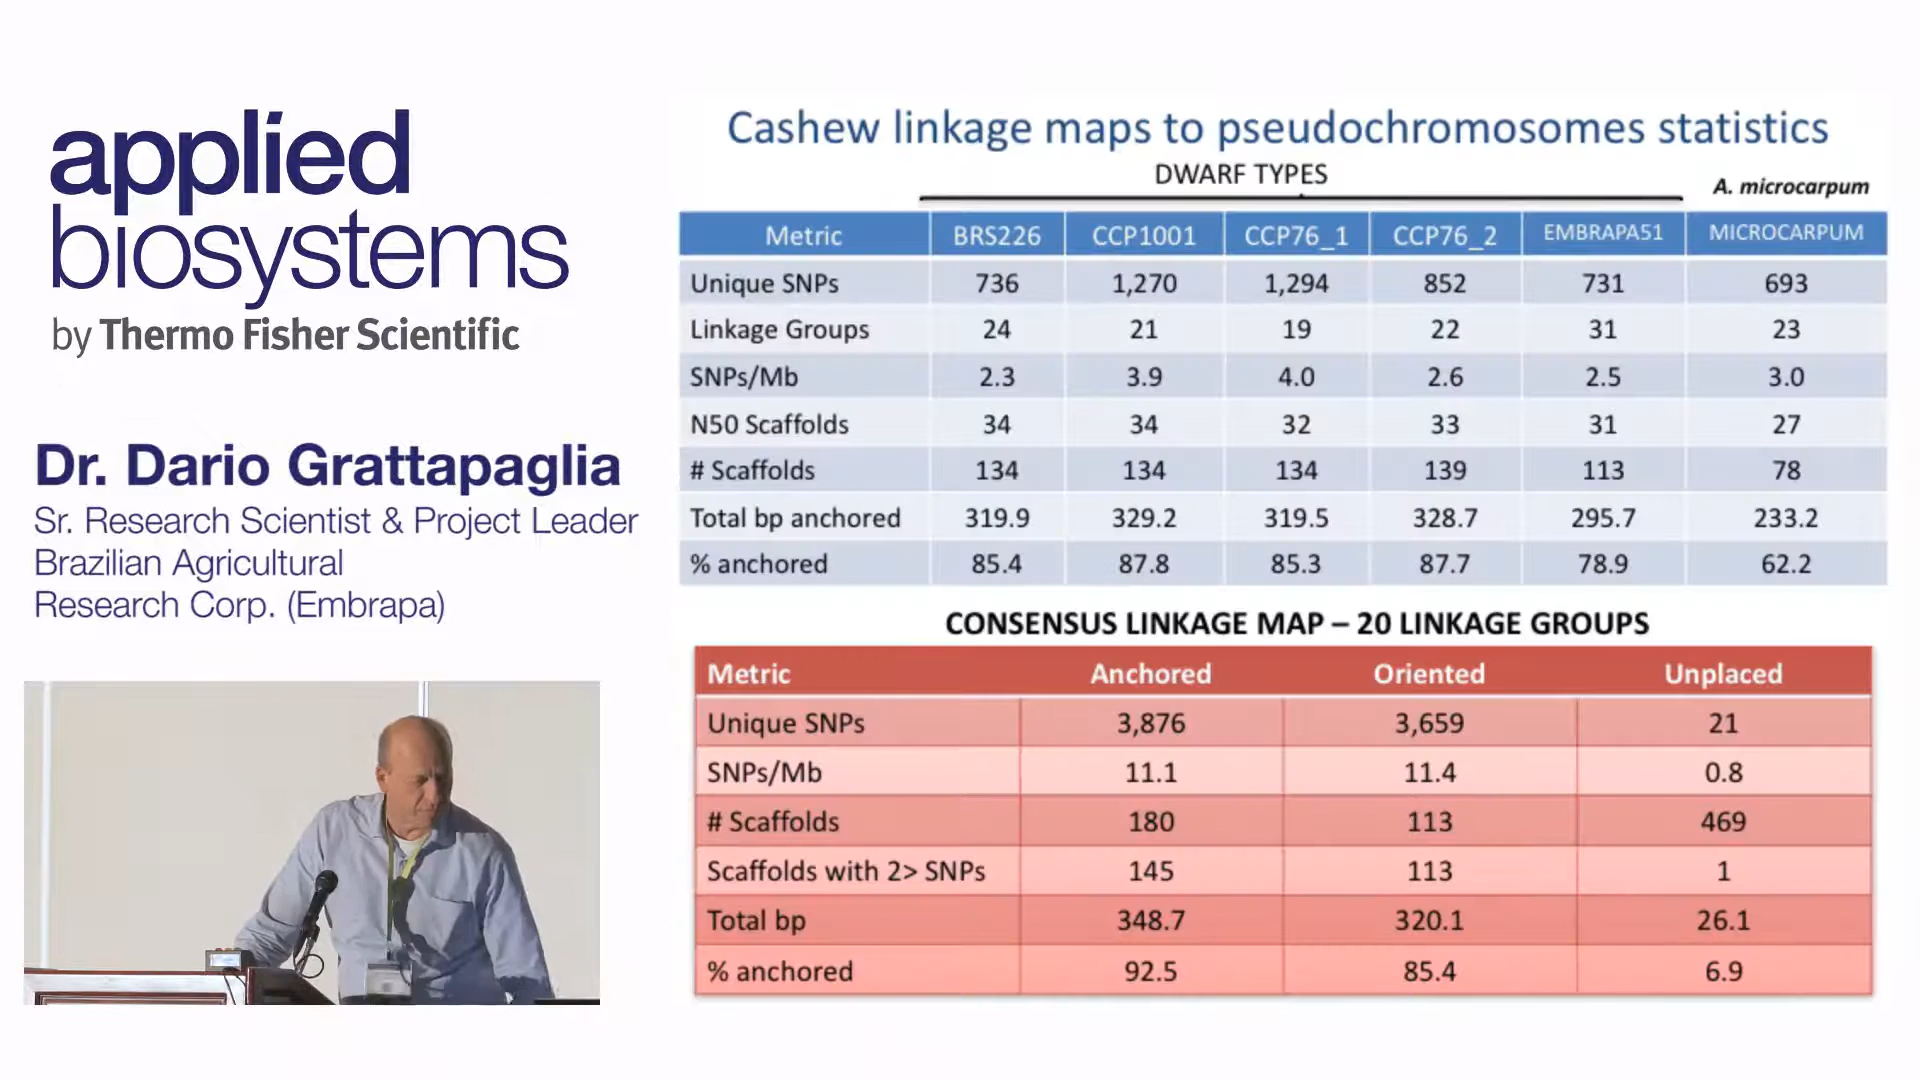 applied
biosystems
by Thermo Fisher Scientific
Dr. Dario Grattapaglia
Sr. Research Scientist & Project Leader
Brazilian Agricultural
Research Corp. (Embrapa)
Cashew linkage maps to pseudochromosomes statistics
DWARF TYPES
A. microcarpum
Metric BRS226 CCP1001 CCP76_1 CCP76_2 EMBRAPA51 MICROCARPUM
Unique SNPs 736 1,270 1,294 852 731 693
Linkage Groups 24 21 19 22 31 23
SNPs/Mb 2.3 3.9 4.0 2.6 2.5 3.0
N50 Scaffolds 34 34 32 33 31 27
# Scaffolds 134 134 134 139 113 78
Total bp anchored 319.9 329.2 319.5 328.7 295.7 233.2
% anchored 85.4 87.8 85.3 87.7 78.9 62.2
CONSENSUS LINKAGE MAP – 20 LINKAGE GROUPS
Metric Anchored Oriented Unplaced
Unique SNPs 3,876 3,659 21
SNPs/Mb 11.1 11.4 0.8
# Scaffolds 180 113 469
Scaffolds with 2> SNPs 145 113 1
Total bp 348.7 320.1 26.1
% anchored 92.5 85.4 6.9